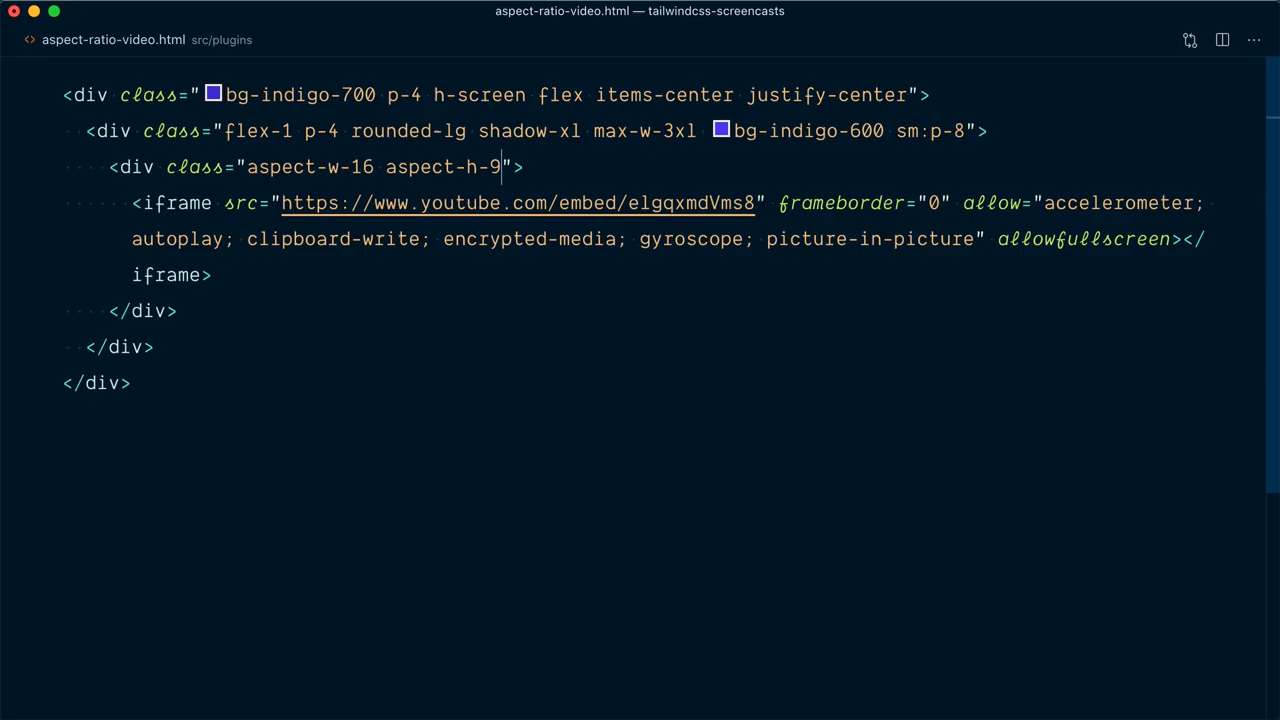 aspect-ratio-video.html — tailwindcss-screencasts
<> aspect-ratio-video.html src/plugins
<div class="bg-indigo-700 p-4 h-screen flex items-center justify-center">
<div class="flex-1 p-4 rounded-lg shadow-xl max-w-3xl bg-indigo-600 sm:p-8">
<div class="aspect-w-16 aspect-h-9">
<iframe src="https://www.youtube.com/embed/elgqxmdVms8" frameborder="0" allow="accelerometer;
autoplay; clipboard-write; encrypted-media; gyroscope; picture-in-picture" allowfullscreen></
iframe>
</div>
</div>
</div>